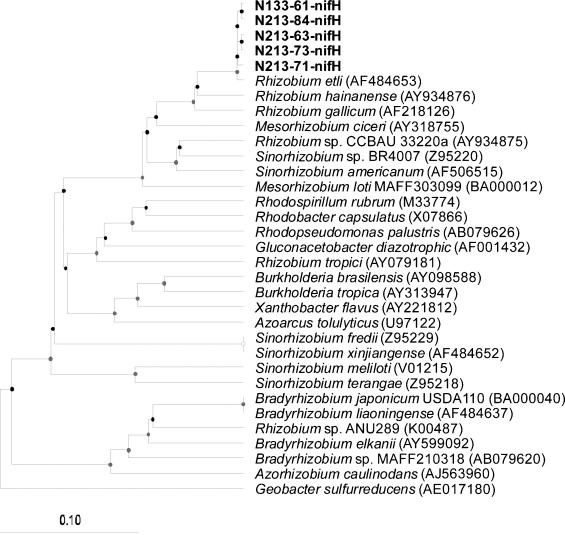 N133-61-nifH
N213-84-nifH
N213-63-nifH
N213-73-nifH
N213-71-nifH
Rhizobium etli (AF484653)
Rhizobium hainanense (AY934876)
Rhizobium gallicum (AF218126)
Mesorhizobium ciceri (AY318755)
Rhizobium sp. CCBAU 33220a (AY934875)
Sinorhizobium sp. BR4007 (Z95220)
Sinorhizobium americanum (AF506515)
Mesorhizobium loti MAFF303099 (BA000012)
Rhodospirillum rubrum (M33774)
Rhodobacter capsulatus (X07866)
Rhodopseudomonas palustris (AB079626)
Gluconacetobacter diazotrophic (AF001432)
Rhizobium tropici (AY079181)
Burkholderia brasilensis (AY098588)
Burkholderia tropica (AY313947)
Xanthobacter flavus (AY221812)
Azoarcus tolulyticus (U97122)
Sinorhizobium fredii (Z95229)
Sinorhizobium xinjiangense (AF484652)
Sinorhizobium meliloti (V01215)
Sinorhizobium terangae (Z95218)
Bradyrhizobium japonicum USDA110 (BA000040)
Bradyrhizobium liaoningense (AF484637)
Rhizobium sp. ANU289 (K00487)
Bradyrhizobium elkanii (AY599092)
Bradyrhizobium sp. MAFF210318 (AB079620)
Azorhizobium caulinodans (AJ563960)
Geobacter sulfurreducens (AE017180)
0.10